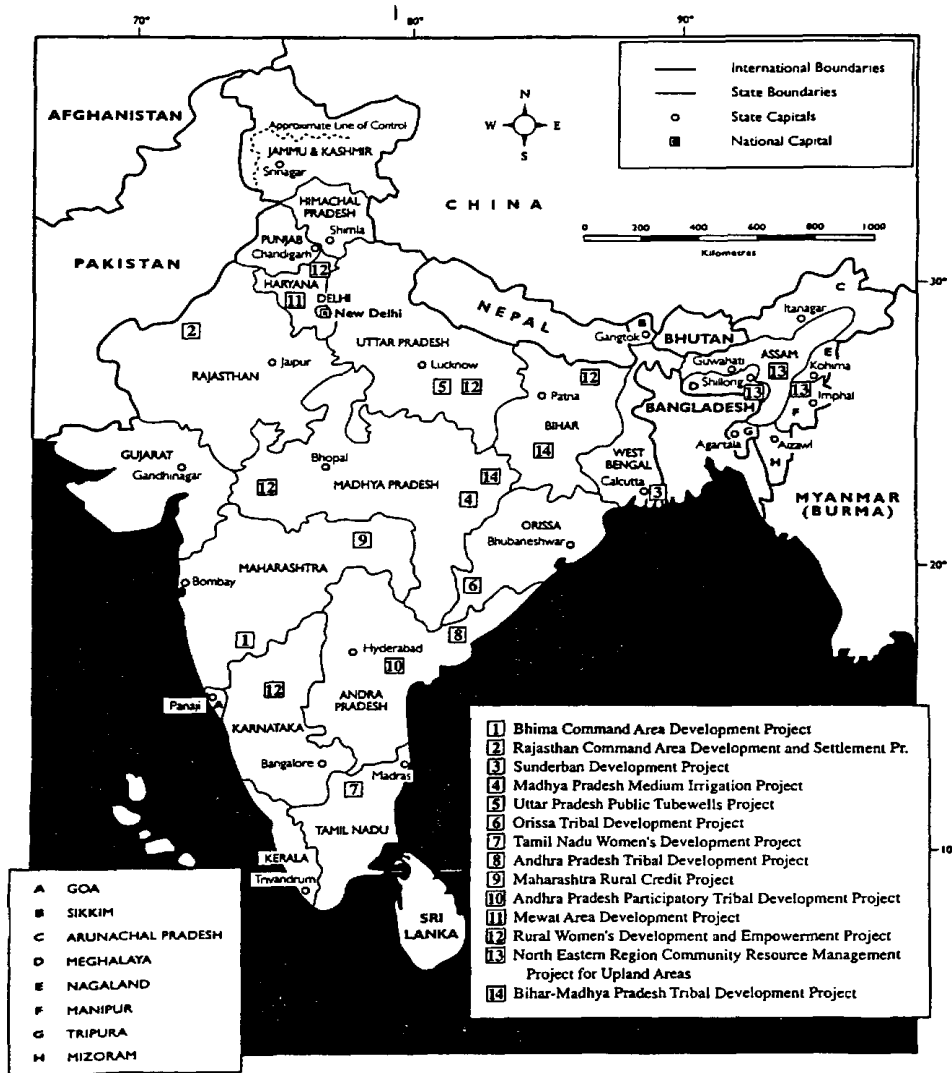 70°
80°
90°
International Boundaries
State Boundaries
State Capitals
National Capital
N
W E
S
AFGHANISTAN
Approximate Line of Control
JAMMU & KASHMIR
Srinagar
HIMACHAL
PRADESH
Shimla
CHINA
0 200 400 600 800 1000
Kilometres
PUNJAB
Chandigarh
PAKISTAN
12
HARYANA
11
DELHI
New Delhi
30°
2
NEPAL
C
Itanagar
B
Gangtok
BHUTAN
UTTAR PRADESH
Jaipur
RAJASTHAN
Lucknow
5 12
12
Patna
BIHAR
14
Guwahati
ASSAM
13
E
Kohima
Shillong
13
13
Imphal
BANGLADESH
F
G
Agartala
Aizawl
H
GUJARAT
Gandhinagar
Bhopal
12
MADHYA PRADESH
14
4
WEST
BENGAL
Calcutta
3
MYANMAR
(BURMA)
ORISSA
Bhubaneshwar
9
MAHARASHTRA
Bombay
6
20°
1
8
Hyderabad
10
12
ANDRA
PRADESH
Panaji
A
KARNATAKA
Bangalore
Madras
7
TAMIL NADU
KERALA
Trivandrum
SRI
LANKA
10
1 Bhima Command Area Development Project
2 Rajasthan Command Area Development and Settlement Pr.
3 Sunderban Development Project
4 Madhya Pradesh Medium Irrigation Project
5 Uttar Pradesh Public Tubewells Project
6 Orissa Tribal Development Project
7 Tamil Nadu Women's Development Project
8 Andhra Pradesh Tribal Development Project
9 Maharashtra Rural Credit Project
10 Andhra Pradesh Participatory Tribal Development Project
11 Mewat Area Development Project
12 Rural Women's Development and Empowerment Project
13 North Eastern Region Community Resource Management
Project for Upland Areas
14 Bihar-Madhya Pradesh Tribal Development Project
A GOA
B SIKKIM
C ARUNACHAL PRADESH
D MEGHALAYA
E NAGALAND
F MANIPUR
G TRIPURA
H MIZORAM